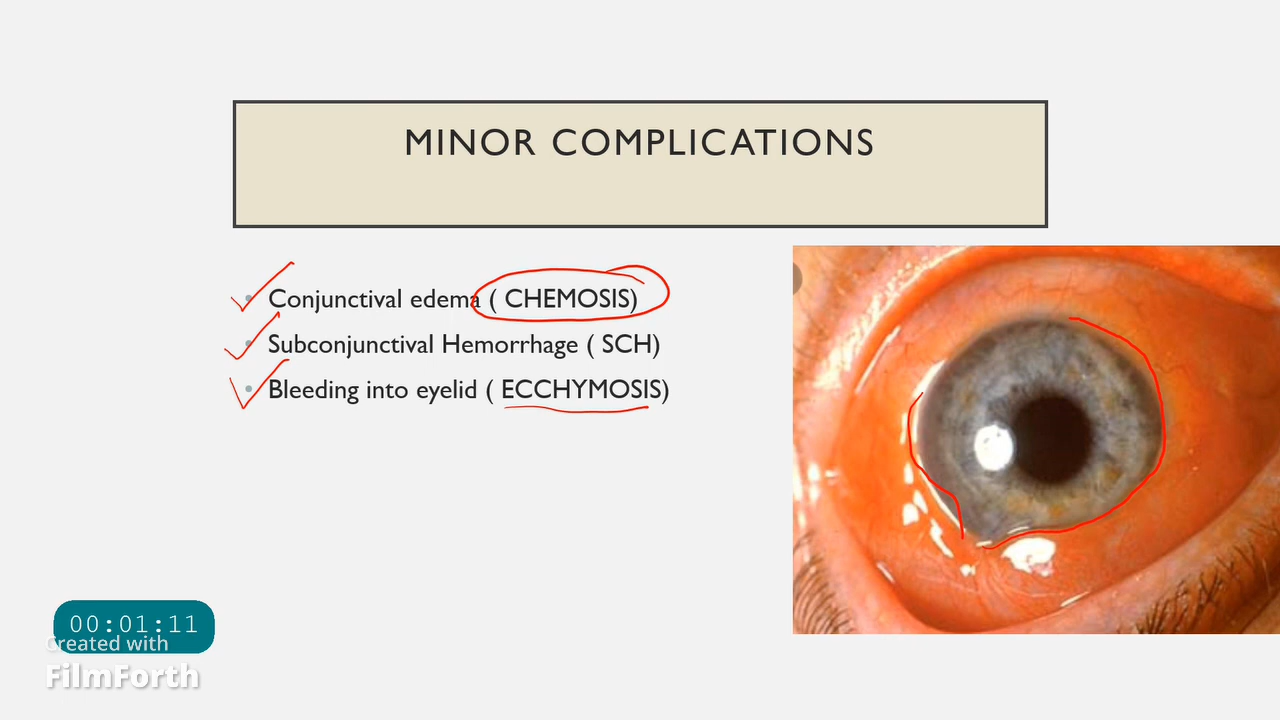 MINOR COMPLICATIONS
• Conjunctival edema ( CHEMOSIS)
• Subconjunctival Hemorrhage ( SCH)
• Bleeding into eyelid ( ECCHYMOSIS)
00:01:11
Created with
FilmForth